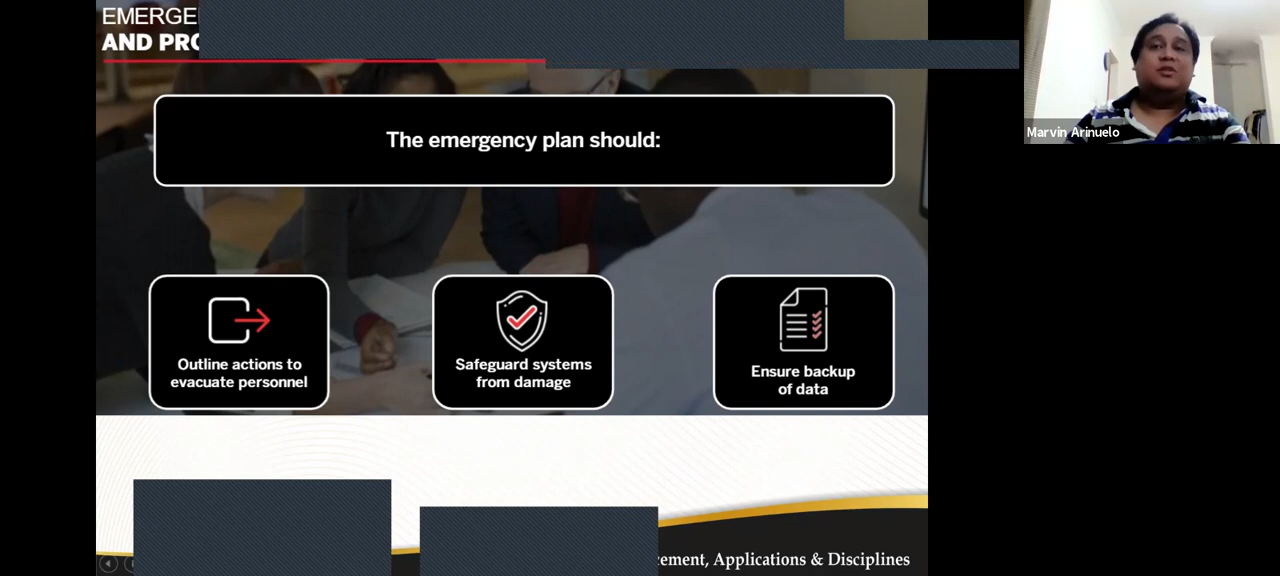 EMERGE
AND PRO
The emergency plan should:
Outline actions to
evacuate personnel
Safeguard systems
from damage
Ensure backup
of data
Marvin Arinuelo
ement, Applications & Disciplines